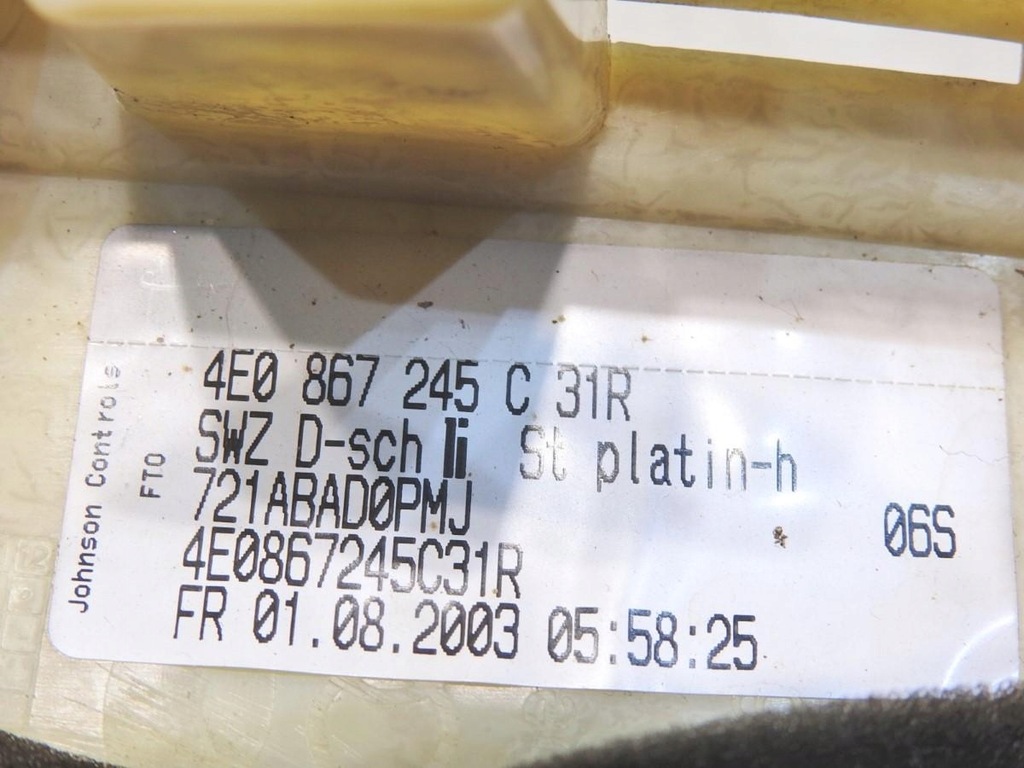 4E0 867 245 C 31R
SWZ D-sch li St platin-h
721ABAD0PMJ
4E0867245C31R
FR 01.08.2003 05:58:25
06S
FTO
Johnson Controls